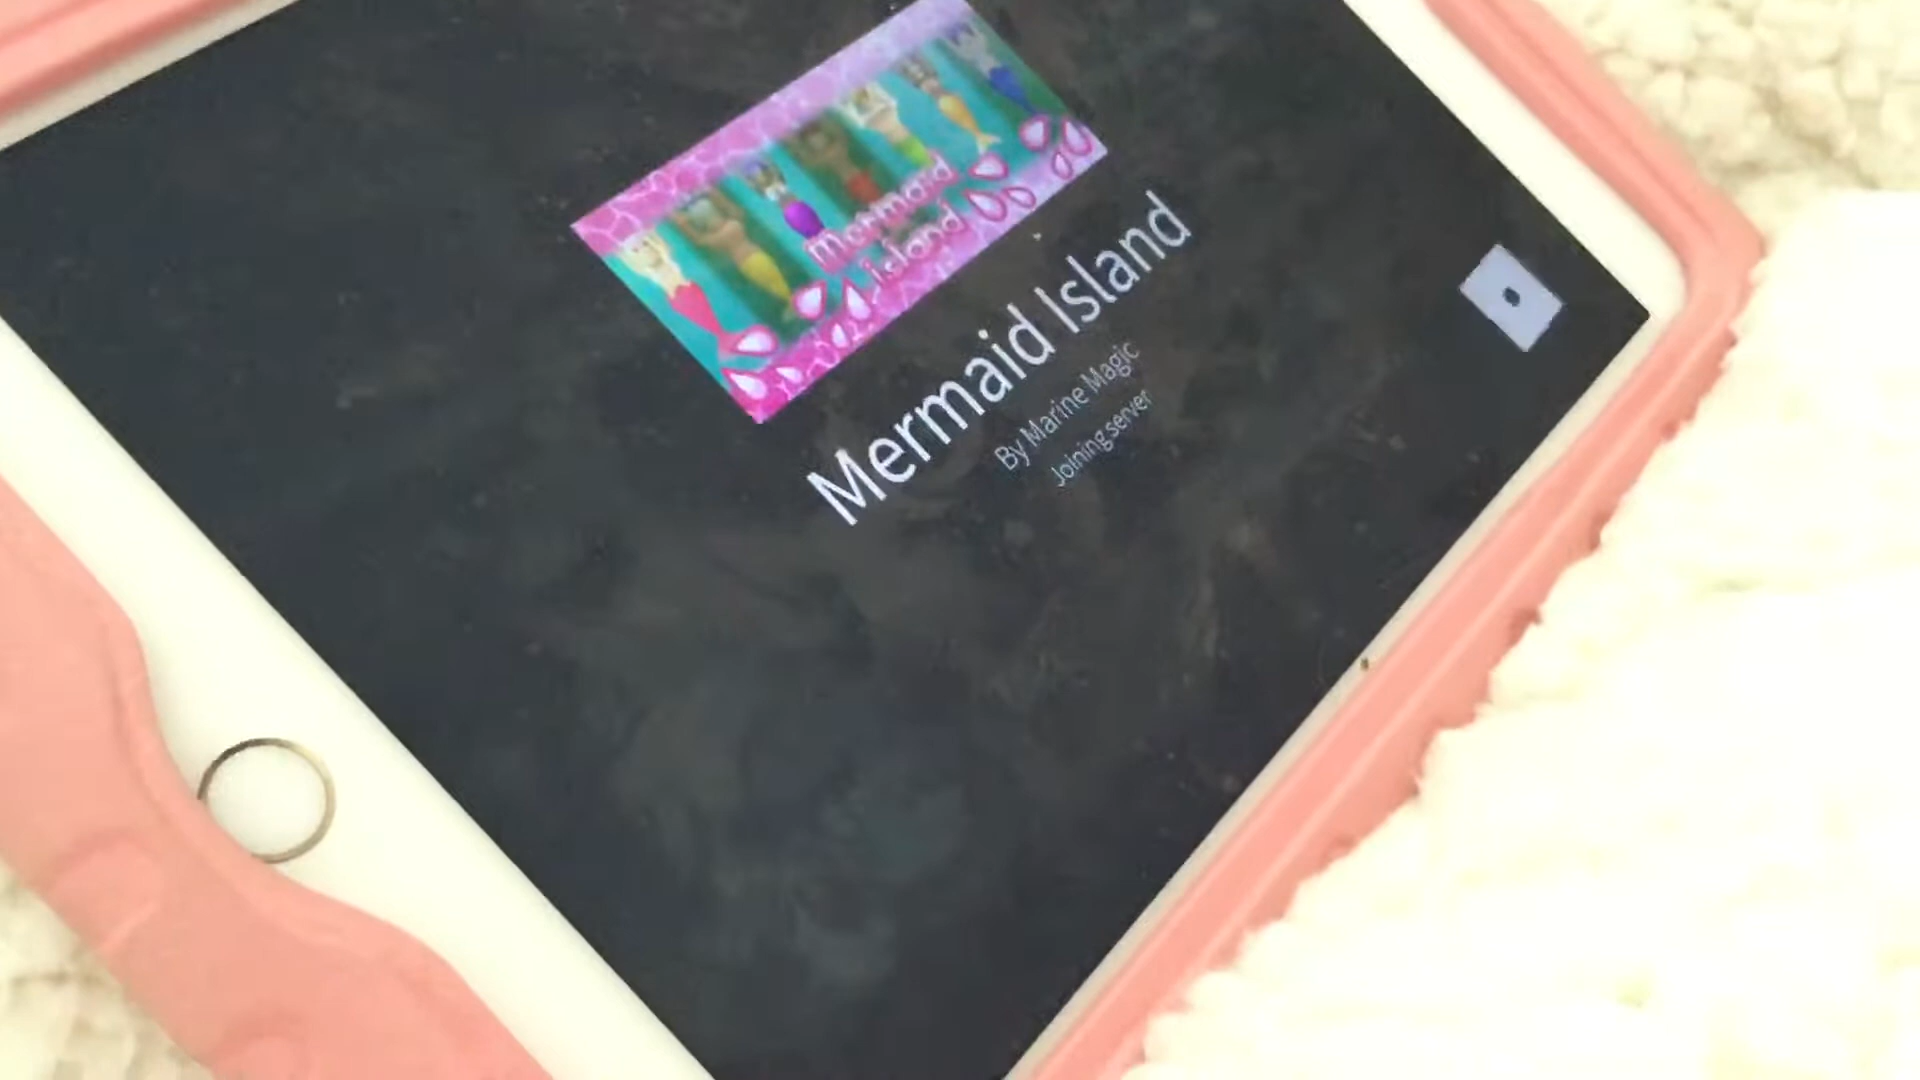 mermaid
island
Mermaid Island
By Marine Magic
Joining server